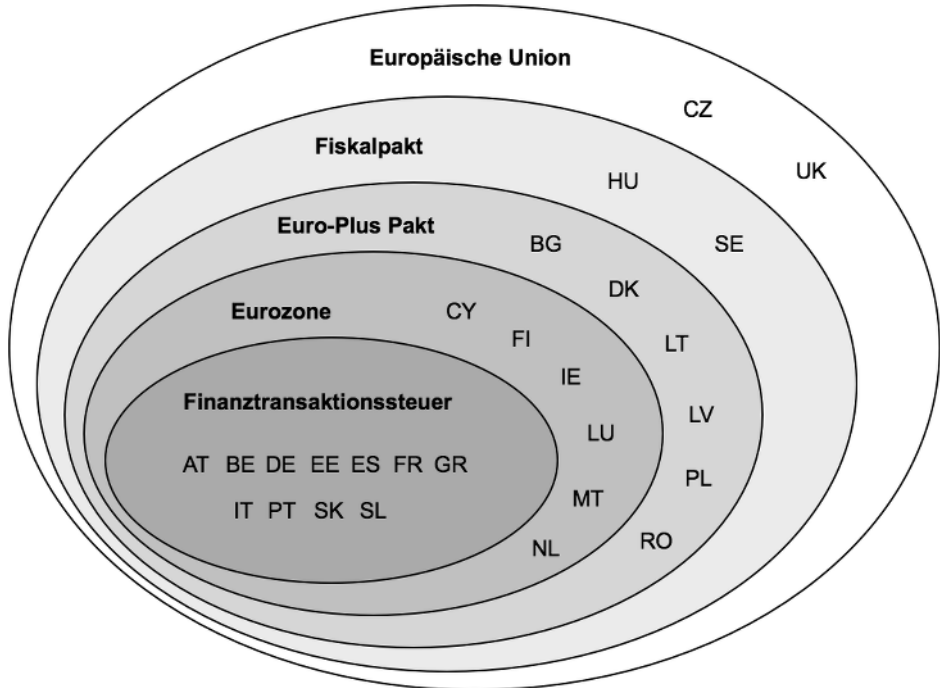 Europäische Union
CZ
UK
Fiskalpakt
HU
SE
Euro-Plus Pakt
BG
DK
LT
LV
PL
RO
Eurozone
CY
FI
IE
LU
MT
NL
Finanztransaktionssteuer
AT BE DE EE ES FR GR
IT PT SK SL